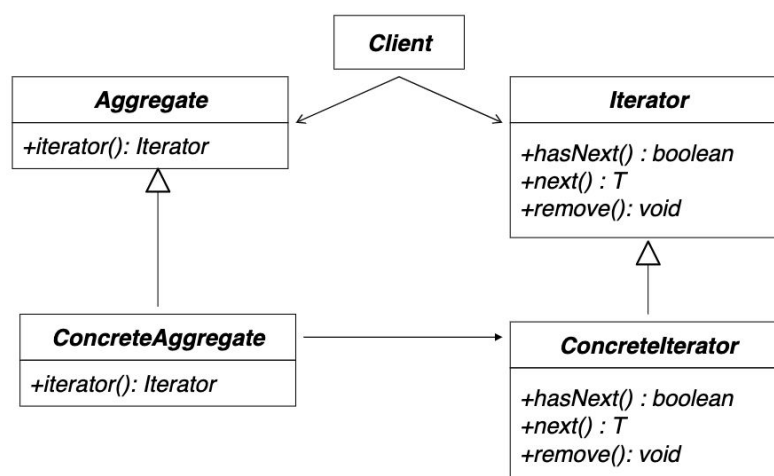 Client
Aggregate
+iterator(): Iterator
Iterator
+hasNext() : boolean
+next() : T
+remove(): void
ConcreteAggregate
+iterator(): Iterator
ConcreteIterator
+hasNext() : boolean
+next() : T
+remove(): void